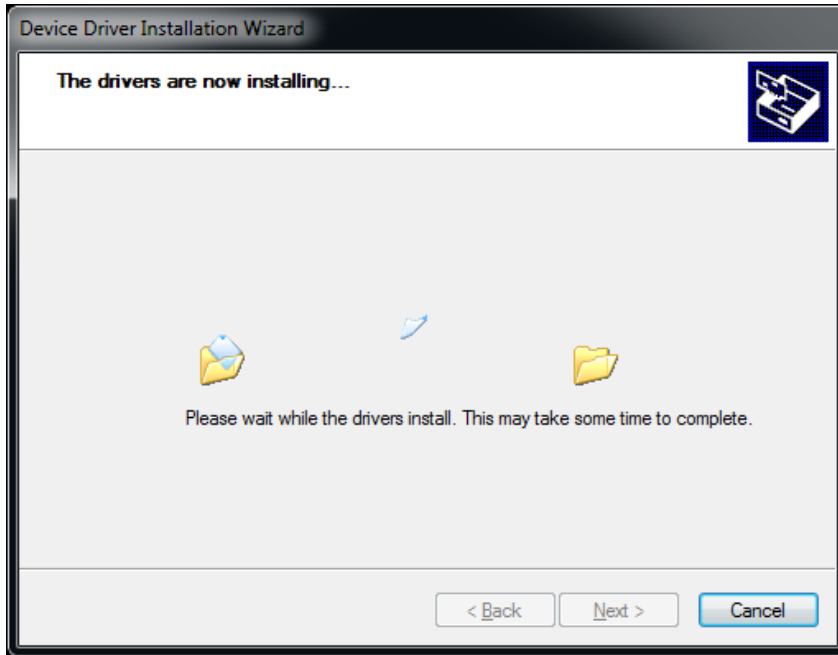 Device Driver Installation Wizard
The drivers are now installing...
Please wait while the drivers install. This may take some time to complete.
< Back
Next >
Cancel